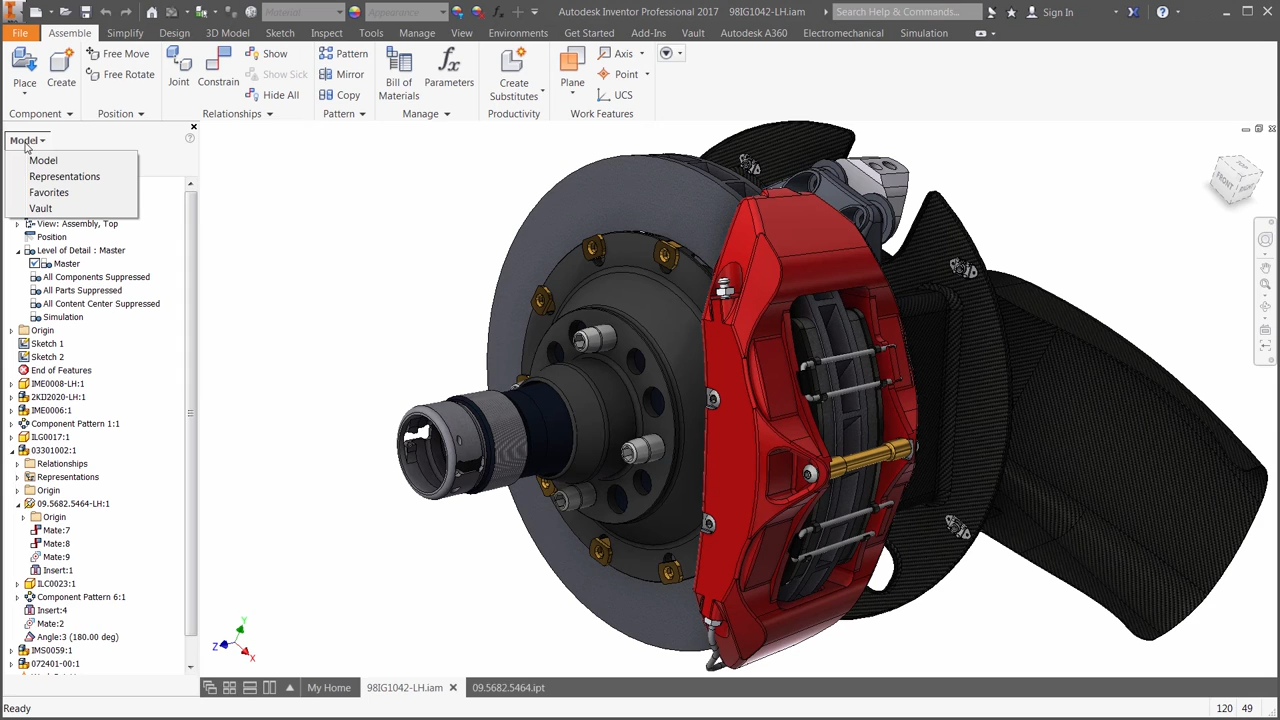 Material
Appearance
Autodesk Inventor Professional 2017
98IG1042-LH.iam
Search Help & Commands...
Sign In
File
Assemble
Simplify
Design
3D Model
Sketch
Inspect
Tools
Manage
View
Environments
Get Started
Add-Ins
Vault
Autodesk A360
Electromechanical
Simulation
Place
Create
Free Move
Free Rotate
Joint
Constrain
Show
Show Sick
Hide All
Pattern
Mirror
Copy
Bill of
Materials
Parameters
Create
Substitutes
Plane
Axis
Point
UCS
Component
Position
Relationships
Pattern
Manage
Productivity
Work Features
Model
Model
Representations
Favorites
Vault
View: Assembly, Top
Position
Level of Detail : Master
Master
All Components Suppressed
All Parts Suppressed
All Content Center Suppressed
Simulation
Origin
Sketch 1
Sketch 2
End of Features
IME0008-LH:1
2KD2020-LH:1
IME0006:1
Component Pattern 1:1
ILG0017:1
03301002:1
Relationships
Representations
Origin
09.5682.5464-LH:1
Origin
Mate:7
Mate:8
Mate:9
Insert:1
ILC0023:1
Component Pattern 6:1
Insert:4
Mate:2
Angle:3 (180.00 deg)
IMS0059:1
072401-00:1
FRONT
Y
Z
X
My Home
98IG1042-LH.iam
09.5682.5464.ipt
Ready
120
49